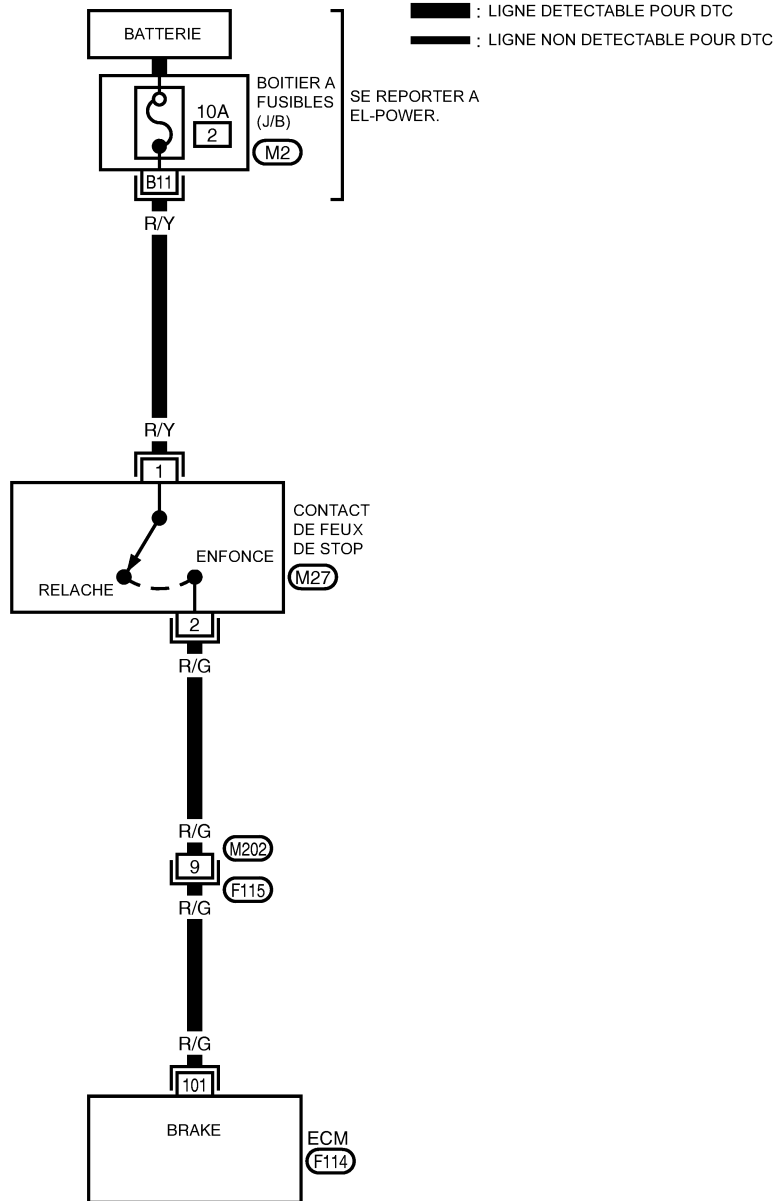 : LIGNE DETECTABLE POUR DTC
: LIGNE NON DETECTABLE POUR DTC
BATTERIE
BOITIER A
FUSIBLES
(J/B)
10A
2
M2
SE REPORTER A
EL-POWER.
B11
R/Y
R/Y
1
CONTACT
DE FEUX
DE STOP
ENFONCE
RELACHE
M27
2
R/G
R/G
M202
9
F115
R/G
R/G
101
BRAKE
ECM
F114